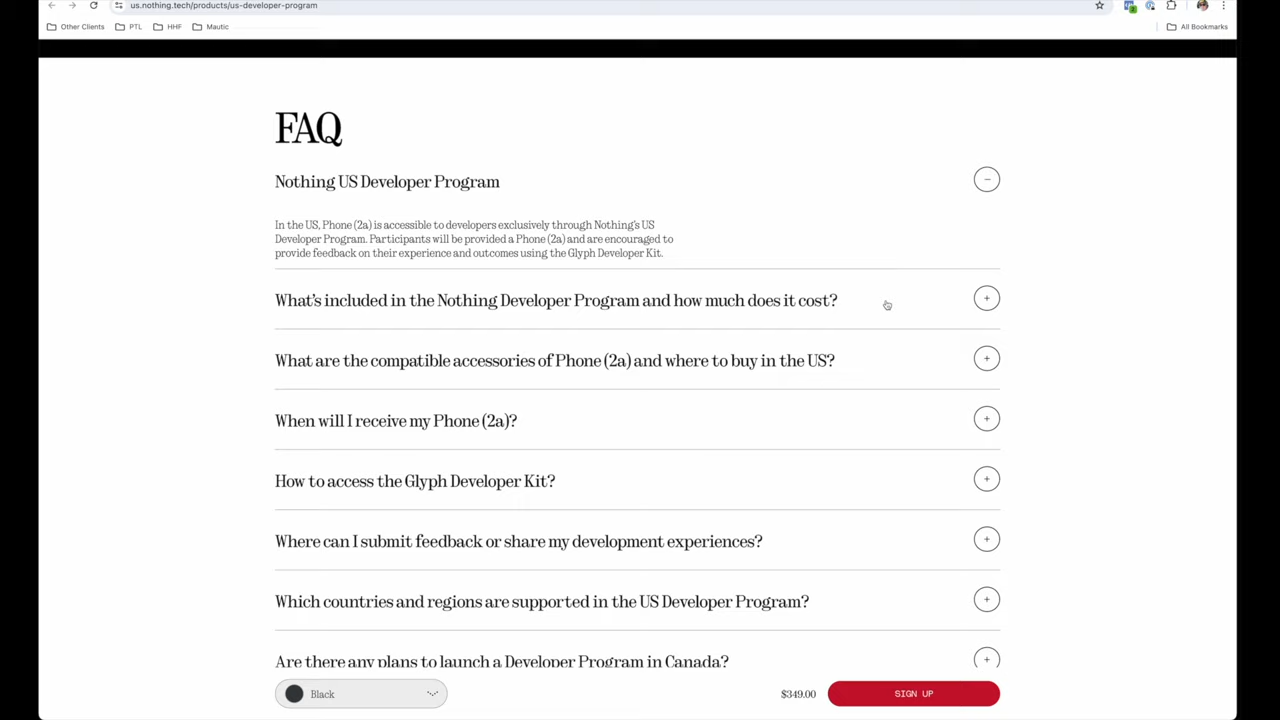 us.nothing.tech/products/us-developer-program
Other Clients
PTL
HHF
Mautic
All Bookmarks
FAQ
Nothing US Developer Program
In the US, Phone (2a) is accessible to developers exclusively through Nothing's US
Developer Program. Participants will be provided a Phone (2a) and are encouraged to
provide feedback on their experience and outcomes using the Glyph Developer Kit.
What's included in the Nothing Developer Program and how much does it cost?
What are the compatible accessories of Phone (2a) and where to buy in the US?
When will I receive my Phone (2a)?
How to access the Glyph Developer Kit?
Where can I submit feedback or share my development experiences?
Which countries and regions are supported in the US Developer Program?
Are there any plans to launch a Developer Program in Canada?
Black
$349.00
SIGN UP